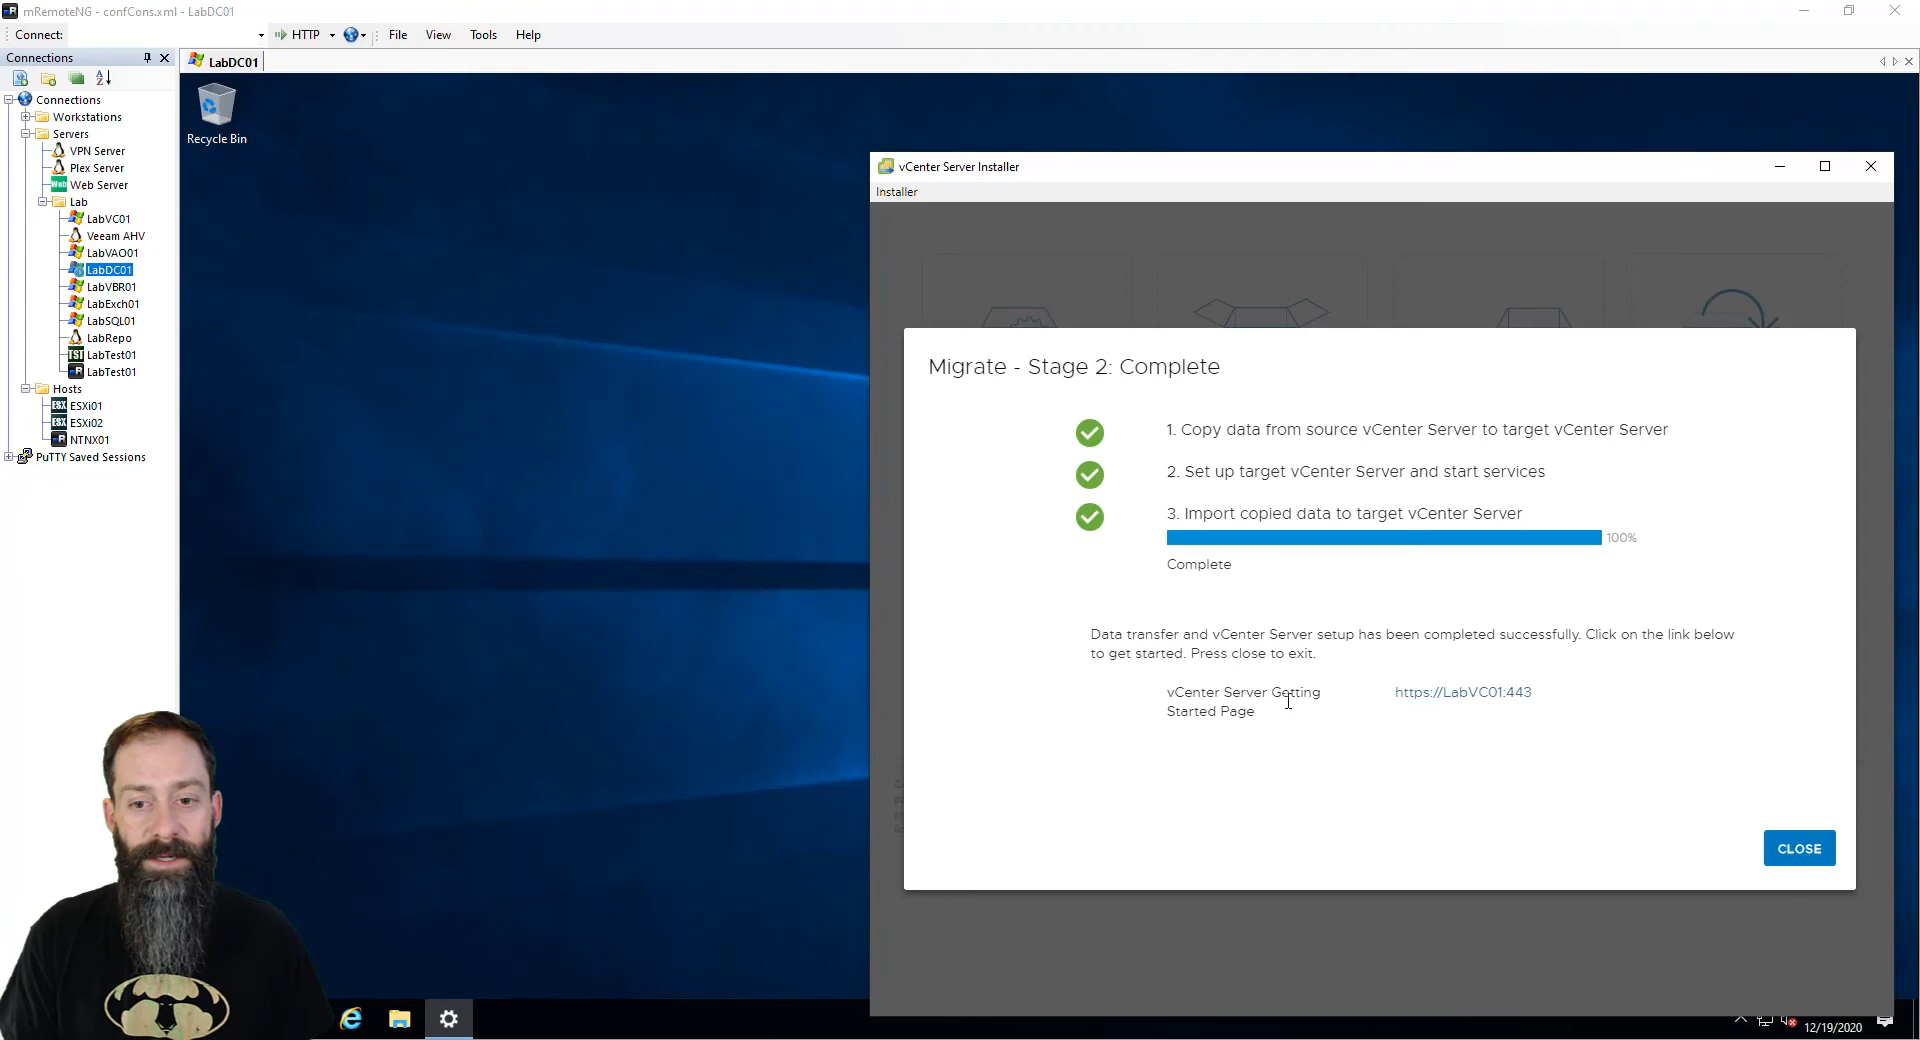 mRemoteNG - confCons.xml - LabDC01
Connect:
HTTP
File
View
Tools
Help
Connections
LabDC01
A
Z
Connections
Workstations
Servers
VPN Server
Plex Server
Web
Web Server
Lab
LabVC01
Veeam AHV
LabVAO01
LabDC01
LabVBR01
LabExch01
LabSQL01
LabRepo
TST
LabTest01
LabTest01
Hosts
ESX
ESXi01
ESX
ESXi02
NTNX01
PuTTY Saved Sessions
Recycle Bin
vCenter Server Installer
Installer
Migrate - Stage 2: Complete
1. Copy data from source vCenter Server to target vCenter Server
2. Set up target vCenter Server and start services
3. Import copied data to target vCenter Server
100%
Complete
Data transfer and vCenter Server setup has been completed successfully. Click on the link below
to get started. Press close to exit.
vCenter Server Getting
Started Page
https://LabVC01:443
CLOSE
12/19/2020